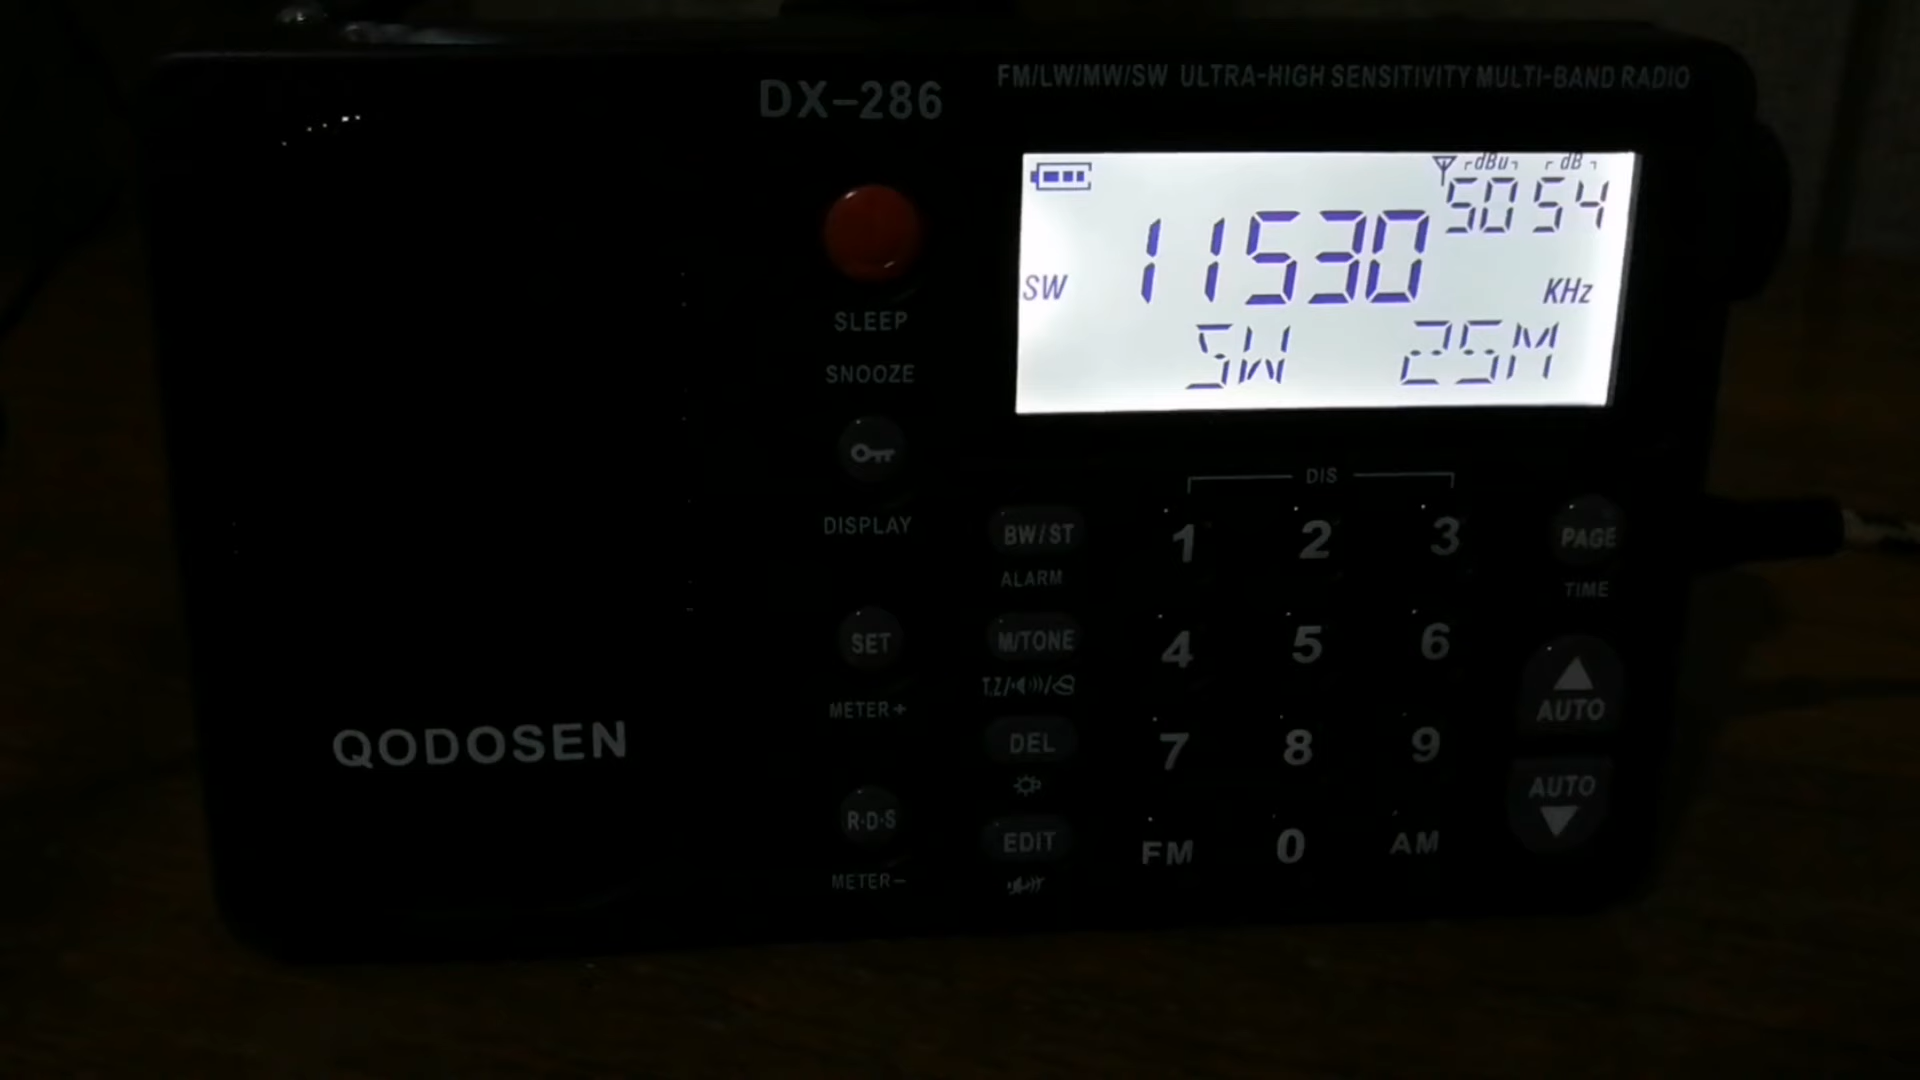 DX-286
FM/LW/MW/SW ULTRA-HIGH SENSITIVITY MULTI-BAND RADIO
dBu dB
50 54
11530
SW KHz
SW 25M
SLEEP
SNOOZE
DISPLAY
DIS
BW/ST 1 2 3 PAGE
ALARM TIME
SET M/TONE 4 5 6
T.Z/
METER+ AUTO
QODOSEN DEL 7 8 9 AUTO
R·D·S EDIT FM 0 AM
METER-